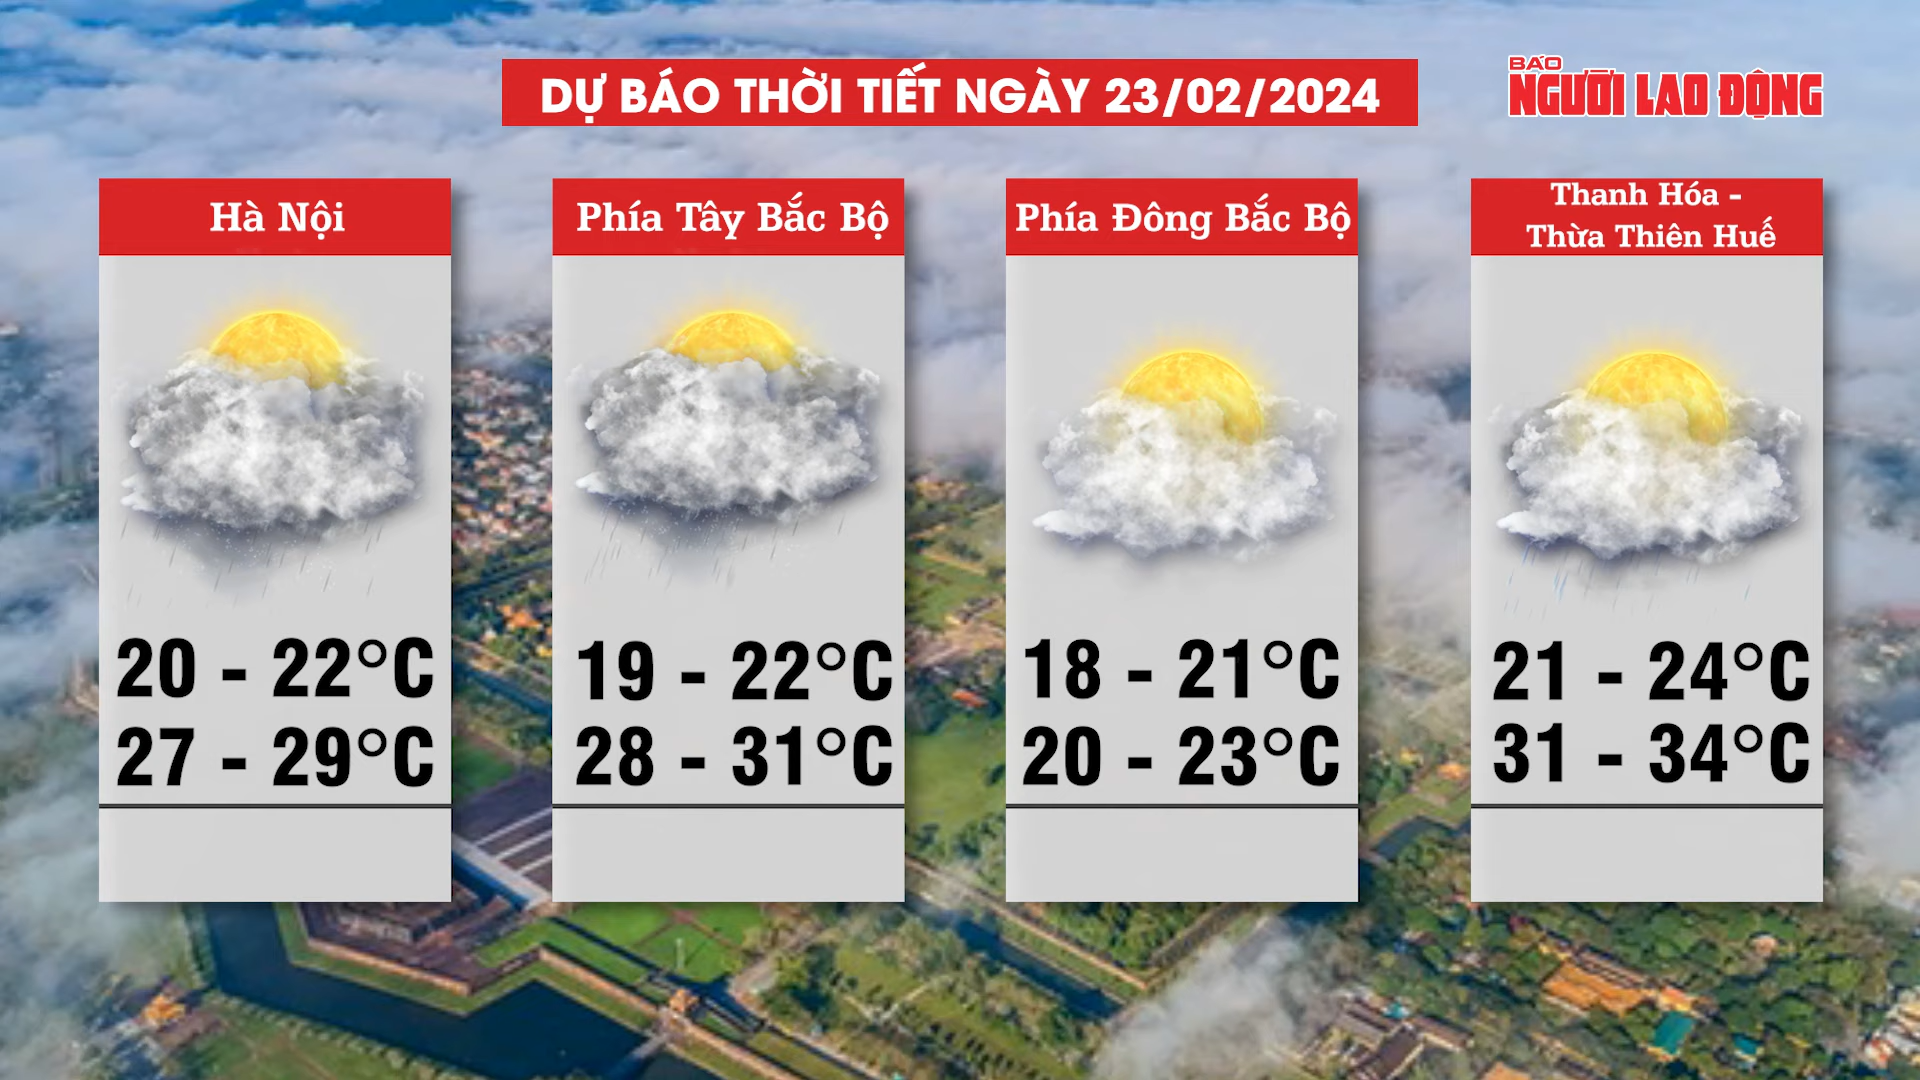 DỰ BÁO THỜI TIẾT NGÀY 23/02/2024
BÁO
NGƯỜI LAO ĐỘNG
Hà Nội
20 - 22°C
27 - 29°C
Phía Tây Bắc Bộ
19 - 22°C
28 - 31°C
Phía Đông Bắc Bộ
18 - 21°C
20 - 23°C
Thanh Hóa -
Thừa Thiên Huế
21 - 24°C
31 - 34°C